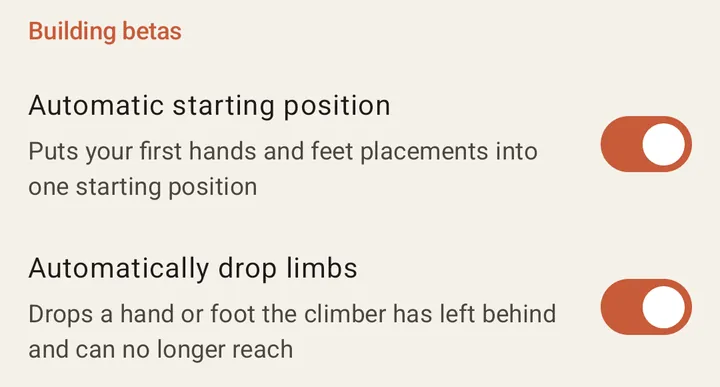 Building betas
Automatic starting position
Puts your first hands and feet placements into
one starting position
Automatically drop limbs
Drops a hand or foot the climber has left behind
and can no longer reach